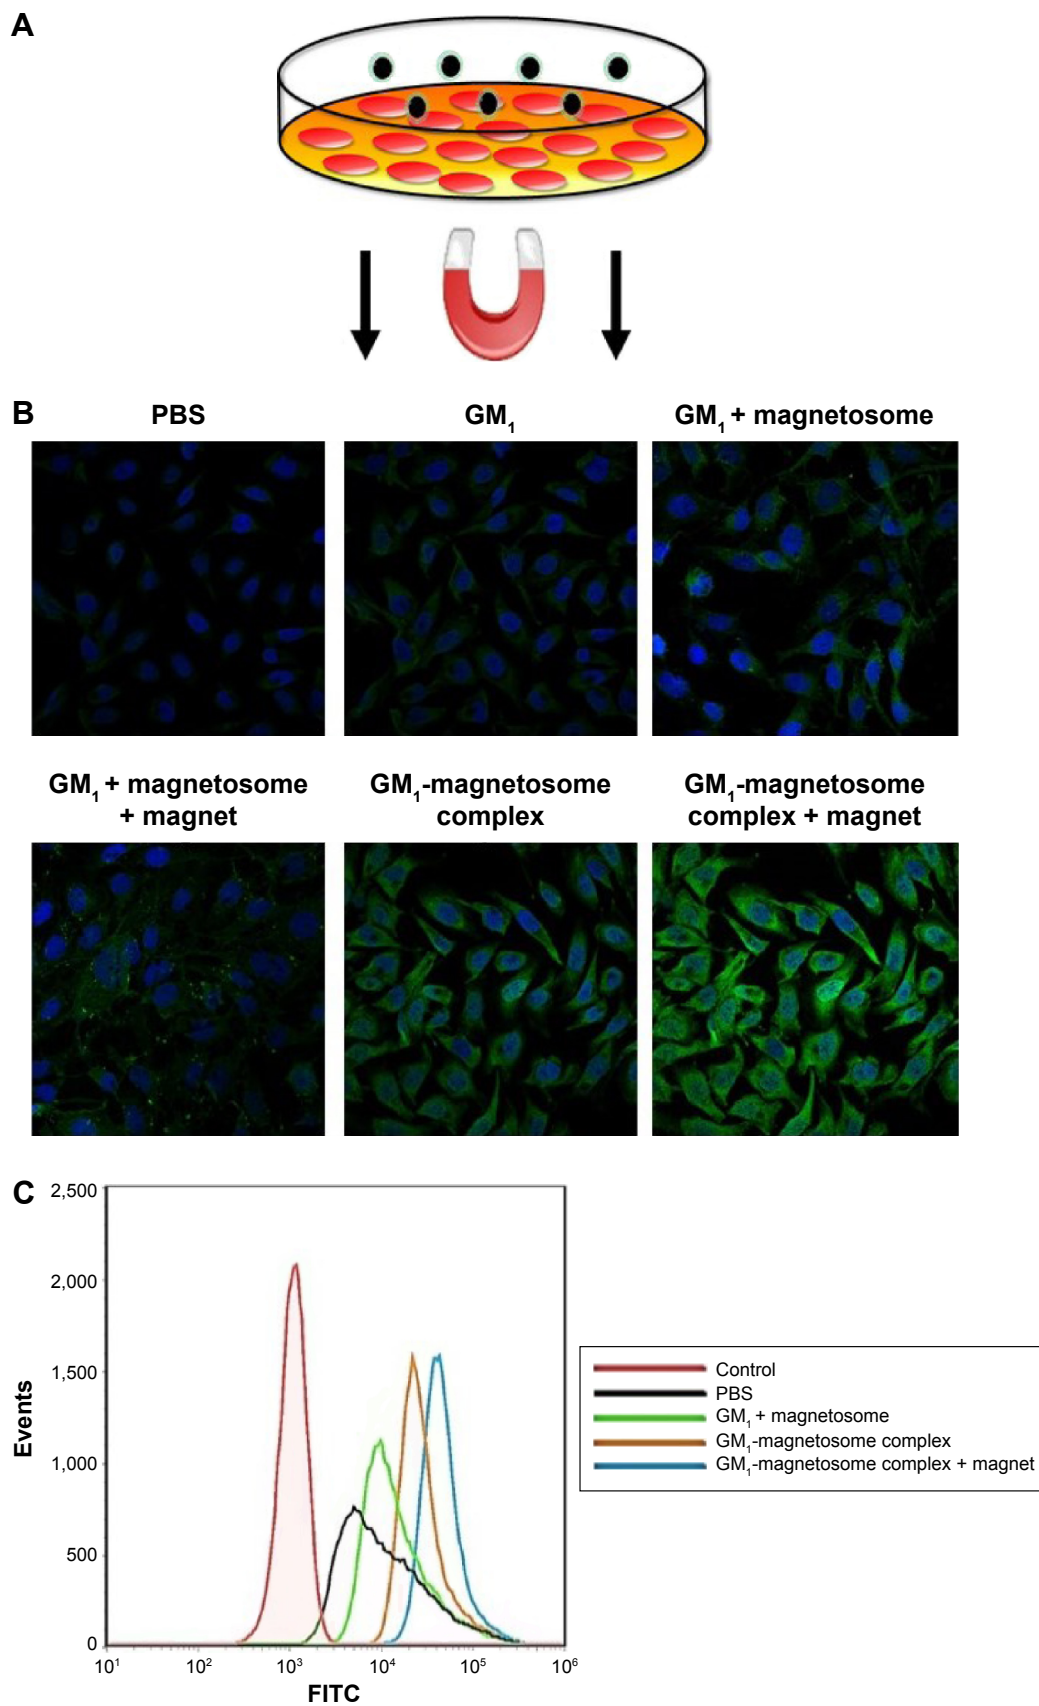 A
B
PBS
GM₁
GM₁ + magnetosome
GM₁ + magnetosome
+ magnet
GM₁-magnetosome
complex
GM₁-magnetosome
complex + magnet
C
2,500
2,000
1,500
1,000
500
0
Events
10¹
10²
10³
10⁴
10⁵
10⁶
FITC
Control
PBS
GM₁ + magnetosome
GM₁-magnetosome complex
GM₁-magnetosome complex + magnet